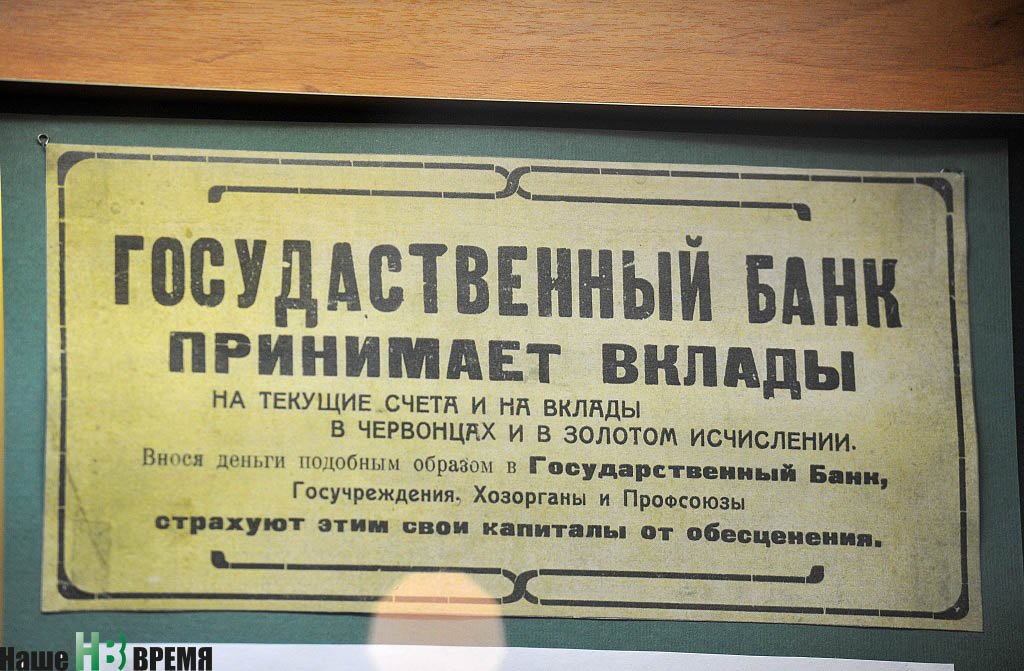 ГОСУДАСТВЕННЫЙ БАНК
ПРИНИМАЕТ ВКЛАДЫ
НА ТЕКУЩИЕ СЧЕТА И НА ВКЛАДЫ
В ЧЕРВОНЦАХ И В ЗОЛОТОМ ИСЧИСЛЕНИИ.
Внося деньги подобным образом в Государственный Банк,
Госучреждения, Хозорганы и Профсоюзы
страхуют этим свои капиталы от обесценения.
Наше НВ ВРЕМЯ